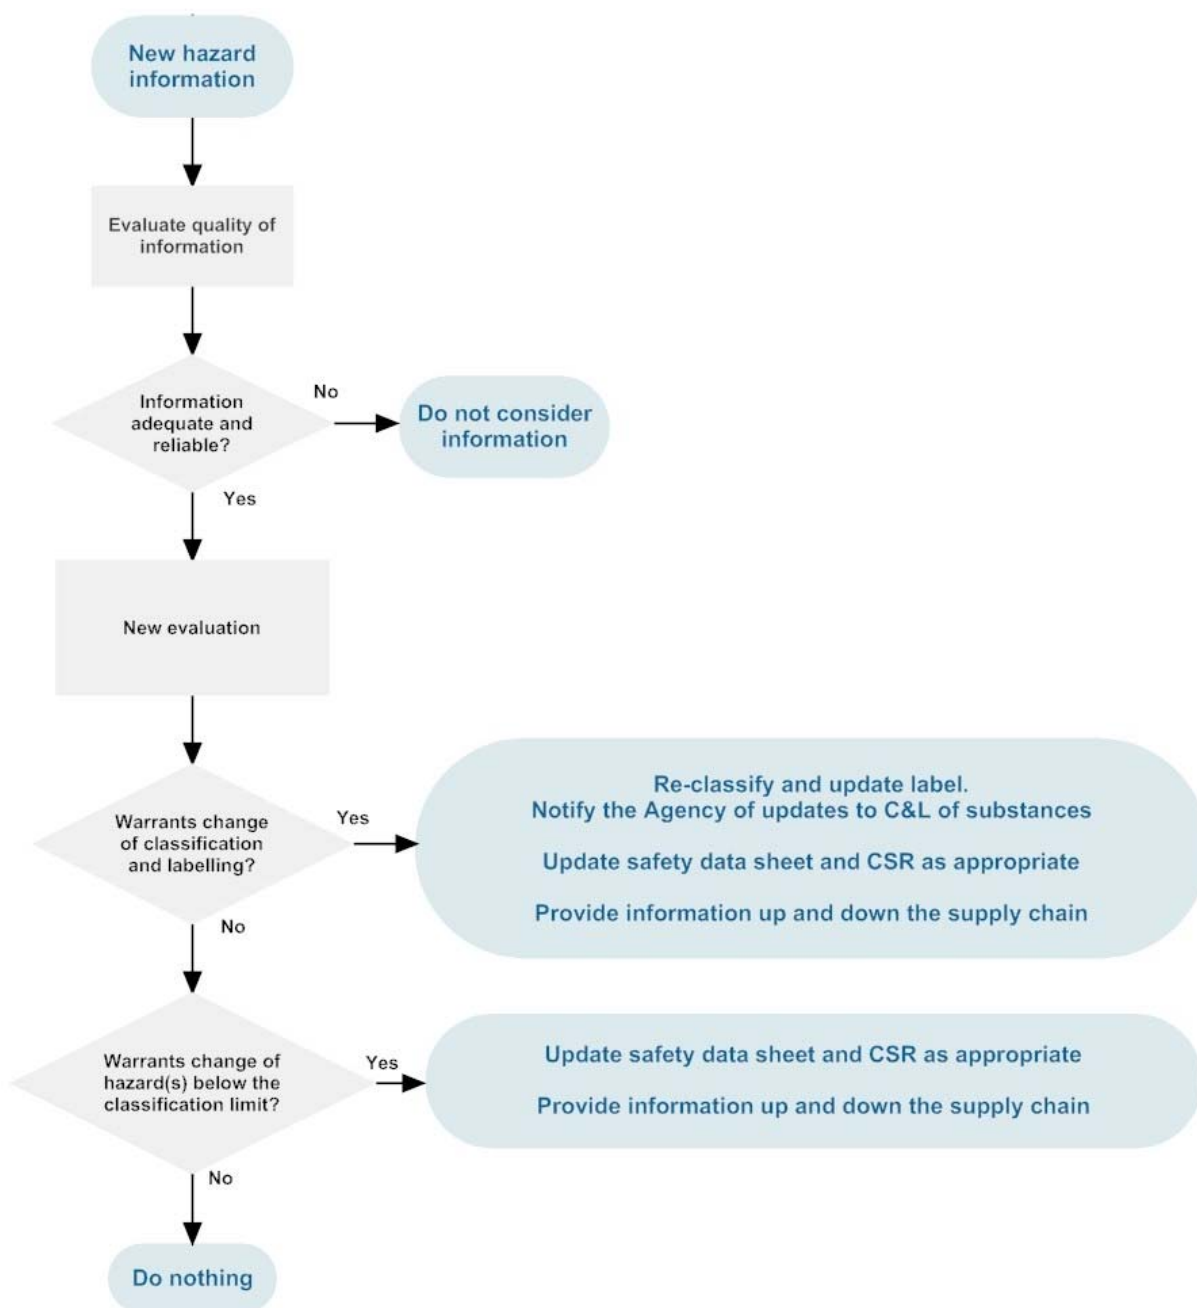 New hazard
information
Evaluate quality of
information
Information
adequate and
reliable?
No
Do not consider
information
Yes
New evaluation
Warrants change
of classification
and labelling?
Yes
Re-classify and update label.
Notify the Agency of updates to C&L of substances
Update safety data sheet and CSR as appropriate
Provide information up and down the supply chain
No
Warrants change of
hazard(s) below the
classification limit?
Yes
Update safety data sheet and CSR as appropriate
Provide information up and down the supply chain
No
Do nothing